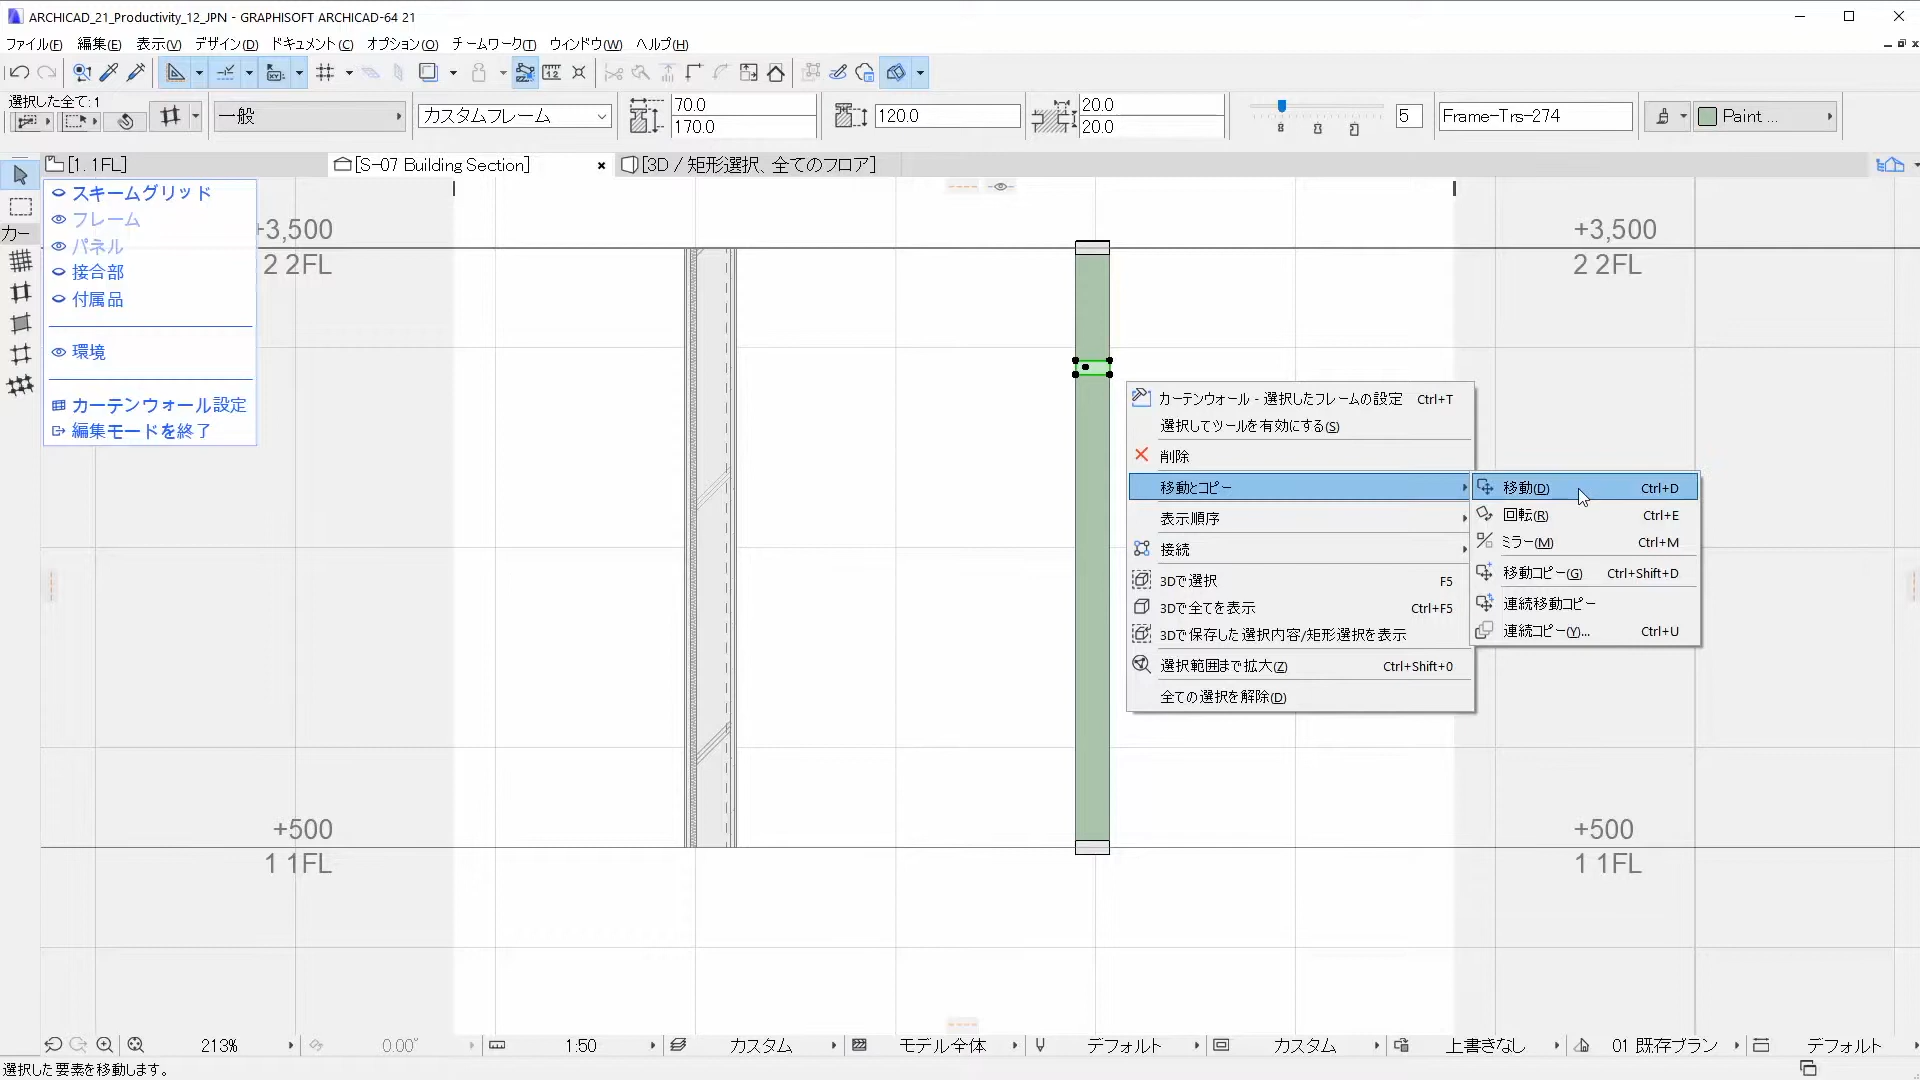 ARCHICAD_21_Productivity_12_JPN - GRAPHISOFT ARCHICAD-64 21
ファイル(F) 編集(E) 表示(V) デザイン(D) ドキュメント(C) オプション(O) チームワーク(T) ウィンドウ(W) ヘルプ(H)
選択した全て: 1
一般
カスタムフレーム
70.0
170.0
120.0
20.0
20.0
5
Frame-Trs-274
Paint ...
[1. 1FL]
[S-07 Building Section]
[3D / 矩形選択、全てのフロア]
カー
スキームグリッド
フレーム
パネル
接合部
付属品
環境
カーテンウォール設定
編集モードを終了
+3,500
2 2FL
+3,500
2 2FL
カーテンウォール - 選択したフレームの設定 Ctrl+T
選択してツールを有効にする(S)
削除
移動とコピー
表示順序
接続
3Dで選択 F5
3Dで全てを表示 Ctrl+F5
3Dで保存した選択内容/矩形選択を表示
選択範囲まで拡大(Z) Ctrl+Shift+0
全ての選択を解除(D)
移動(D) Ctrl+D
回転(R) Ctrl+E
ミラー(M) Ctrl+M
移動コピー(G) Ctrl+Shift+D
連続移動コピー
連続コピー(Y)... Ctrl+U
+500
1 1FL
+500
1 1FL
213% 0.00° 1:50 カスタム モデル全体 デフォルト カスタム 上書きなし 01 既存プラン デフォルト
選択した要素を移動します。